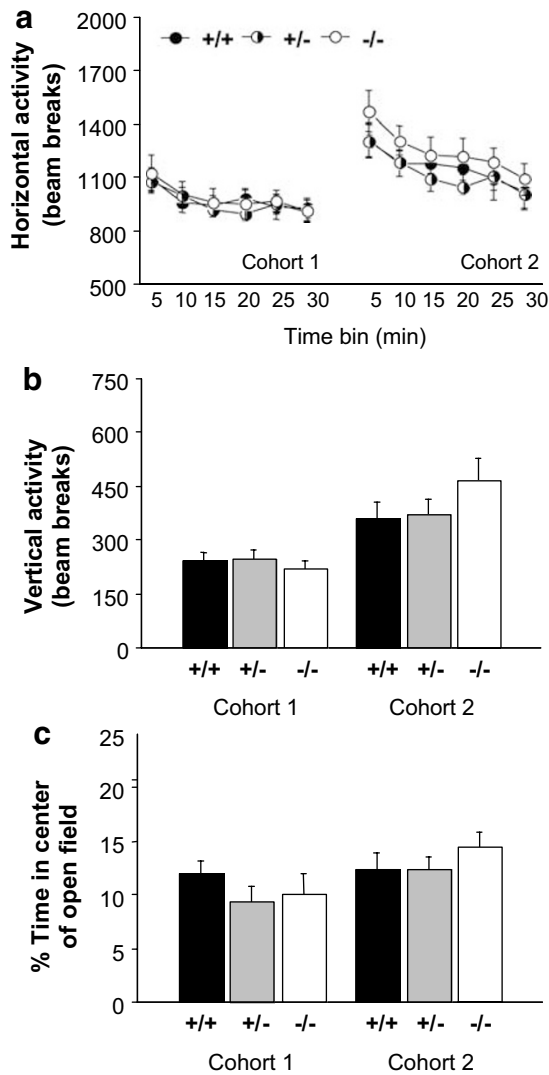 a
Horizontal activity
(beam breaks)
2000
1700
1400
1100
800
500
+/+ +/- -/-
Cohort 1 Cohort 2
5 10 15 20 25 30 5 10 15 20 25 30
Time bin (min)
b
Vertical activity
(beam breaks)
750
600
450
300
150
0
+/+ +/- -/- +/+ +/- -/-
Cohort 1 Cohort 2
c
% Time in center
of open field
25
20
15
10
5
0
+/+ +/- -/- +/+ +/- -/-
Cohort 1 Cohort 2